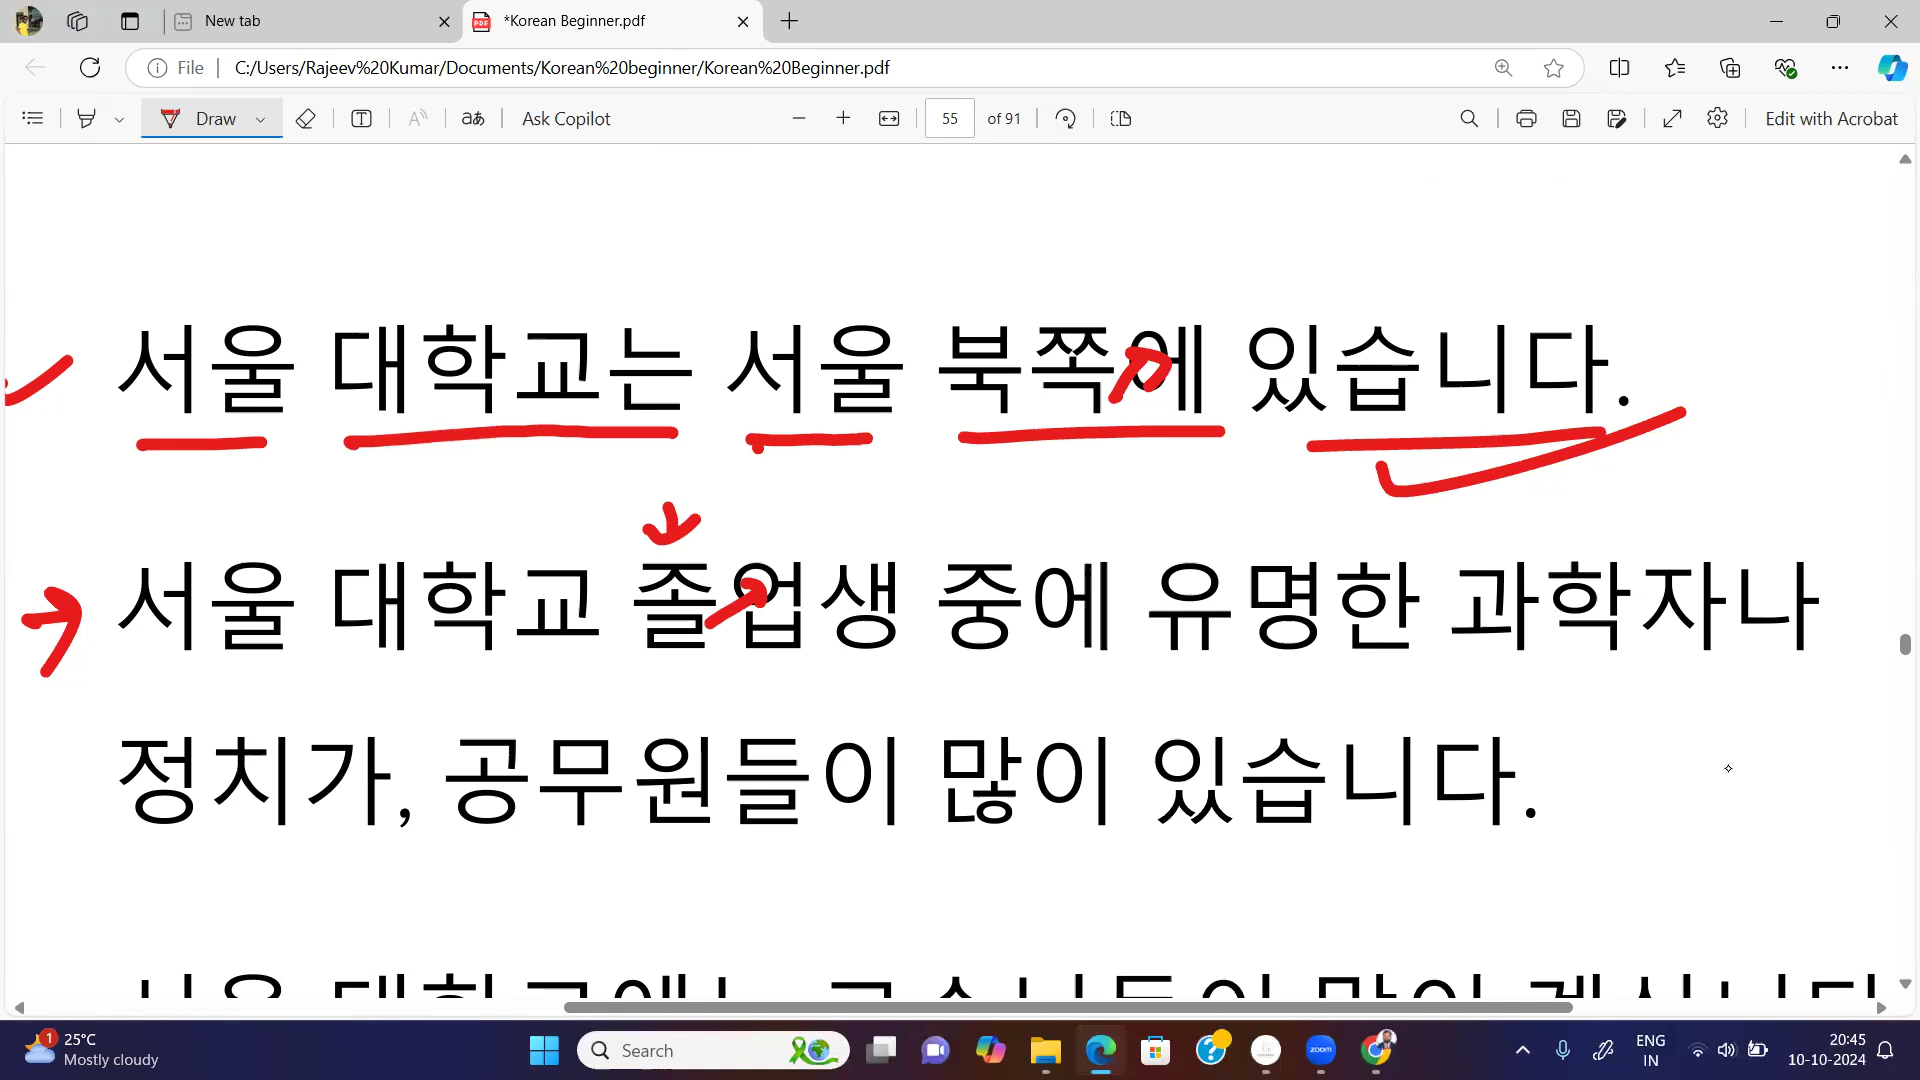 New tab
*Korean Beginner.pdf
File
C:/Users/Rajeev%20Kumar/Documents/Korean%20beginner/Korean%20Beginner.pdf
Draw
Ask Copilot
55 of 91
Edit with Acrobat
서울 대학교는 서울 북쪽에 있습니다.
서울 대학교 졸업생 중에 유명한 과학자나
정치가, 공무원들이 많이 있습니다.
1
25°C
Mostly cloudy
Search
zoom
ENG
IN
20:45
10-10-2024